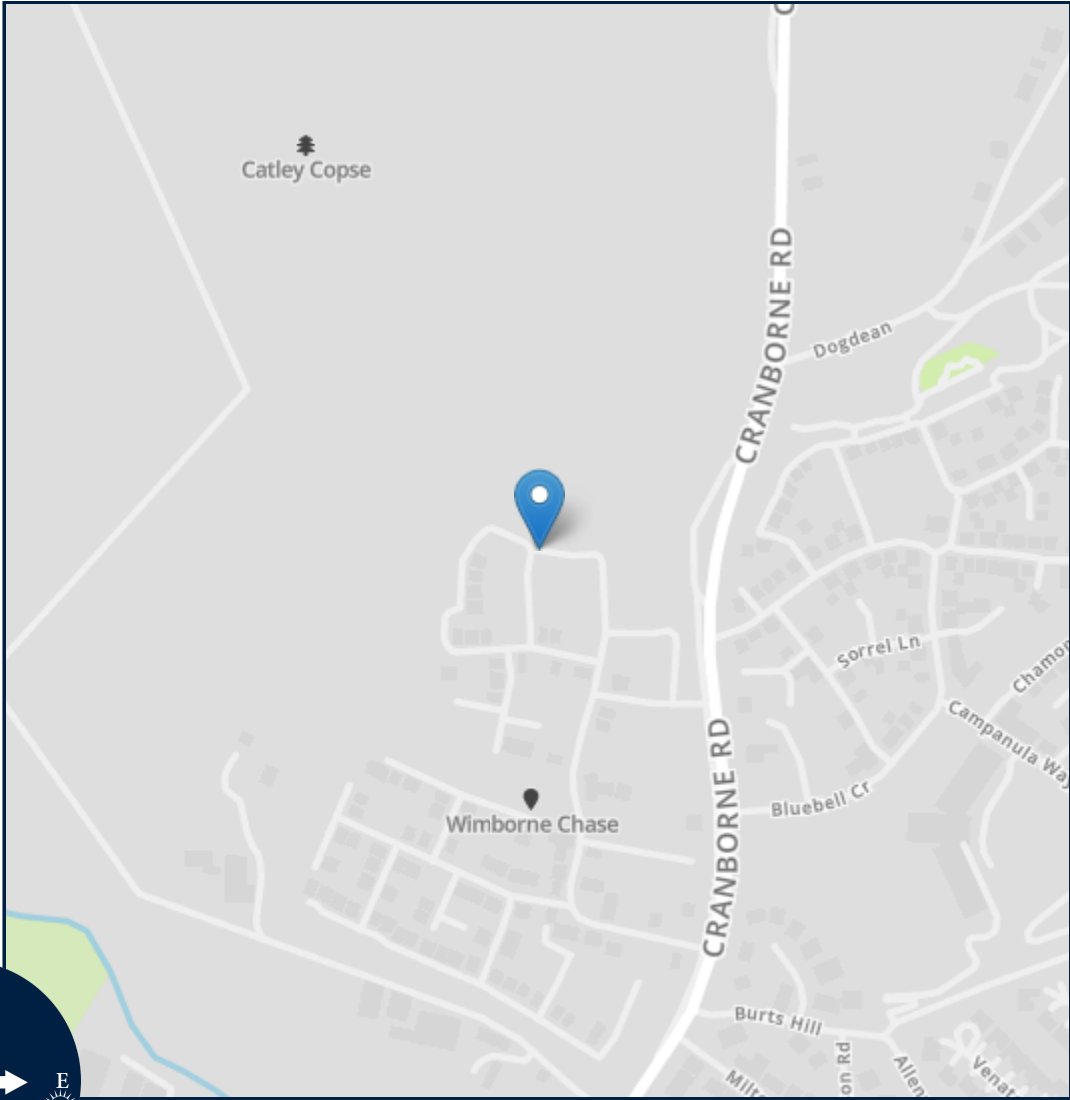 Catley Copse
CRANBORNE RD
Dogdean
Sorrel Ln
Campanula Way
Bluebell Cr
Wimborne Chase
CRANBORNE RD
Burts Hill
E